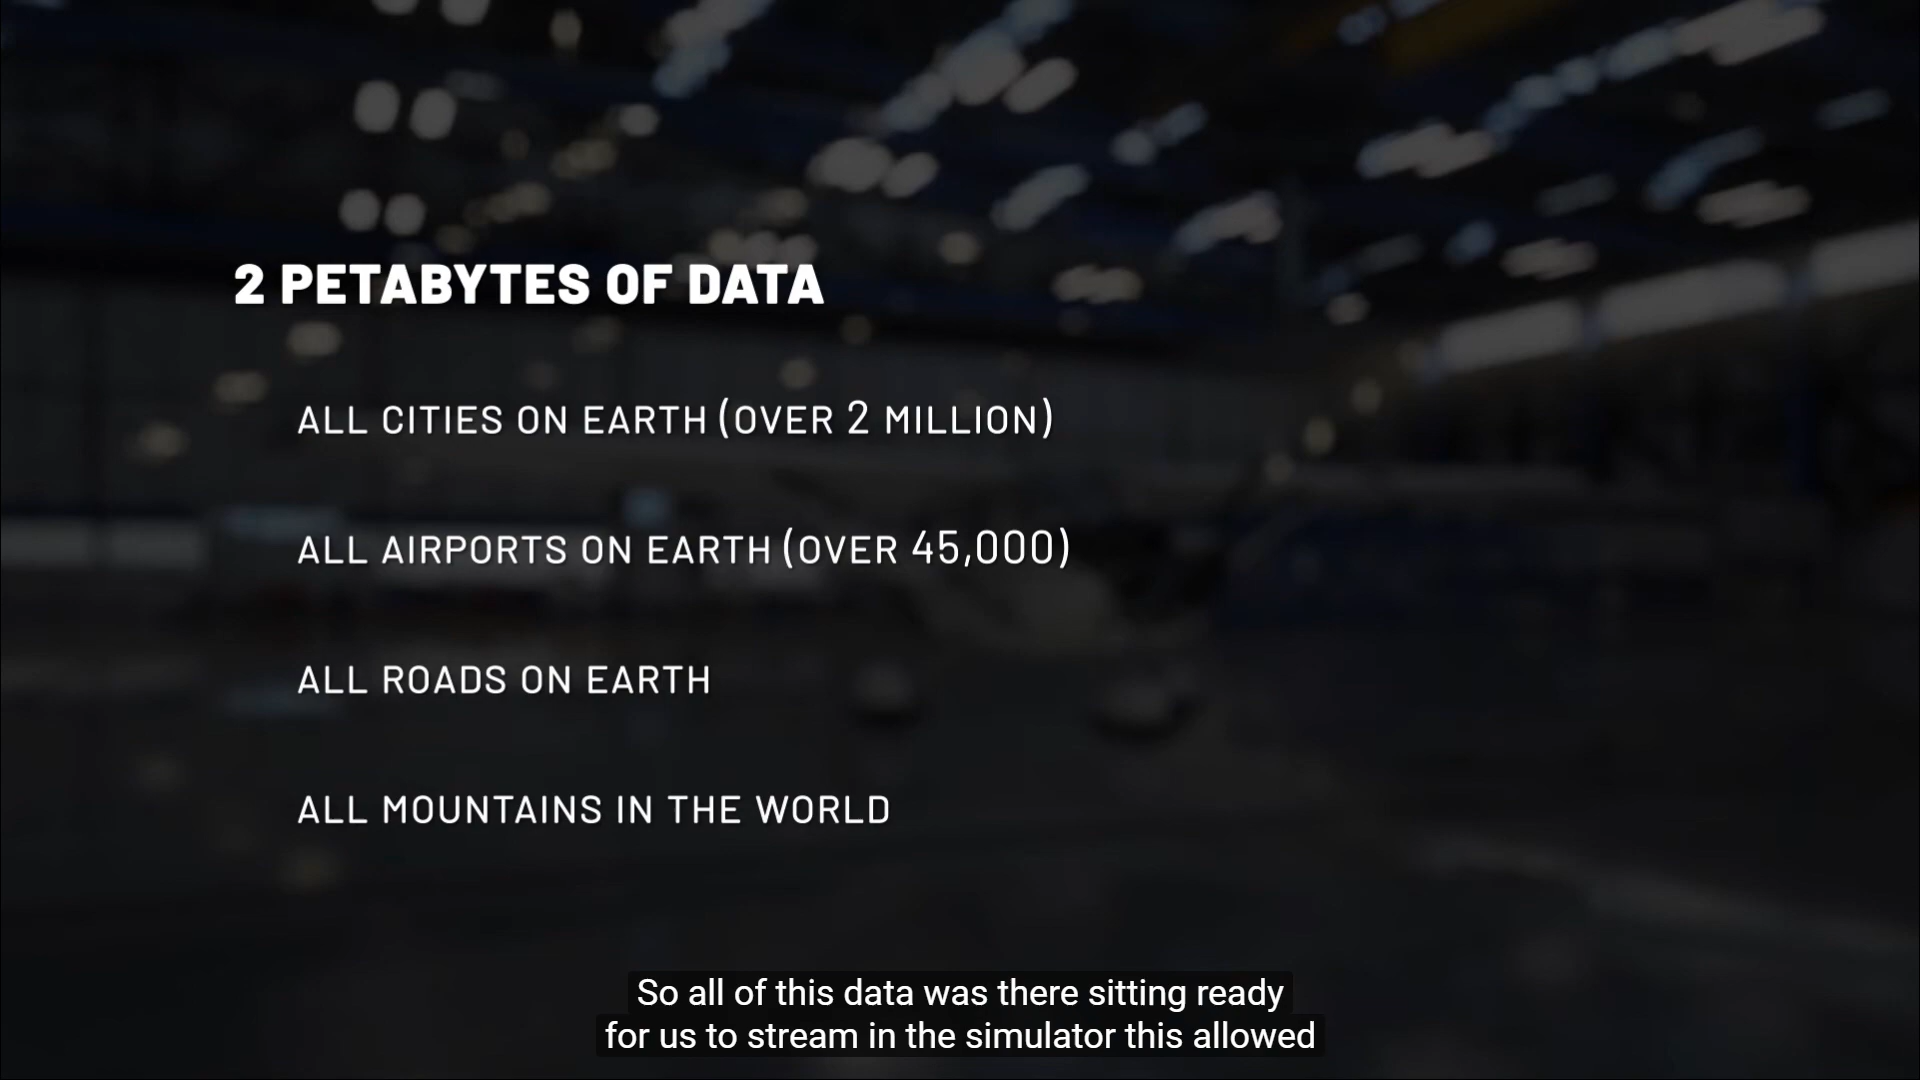 2 PETABYTES OF DATA
ALL CITIES ON EARTH (OVER 2 MILLION)
ALL AIRPORTS ON EARTH (OVER 45,000)
ALL ROADS ON EARTH
ALL MOUNTAINS IN THE WORLD
So all of this data was there sitting ready
for us to stream in the simulator this allowed